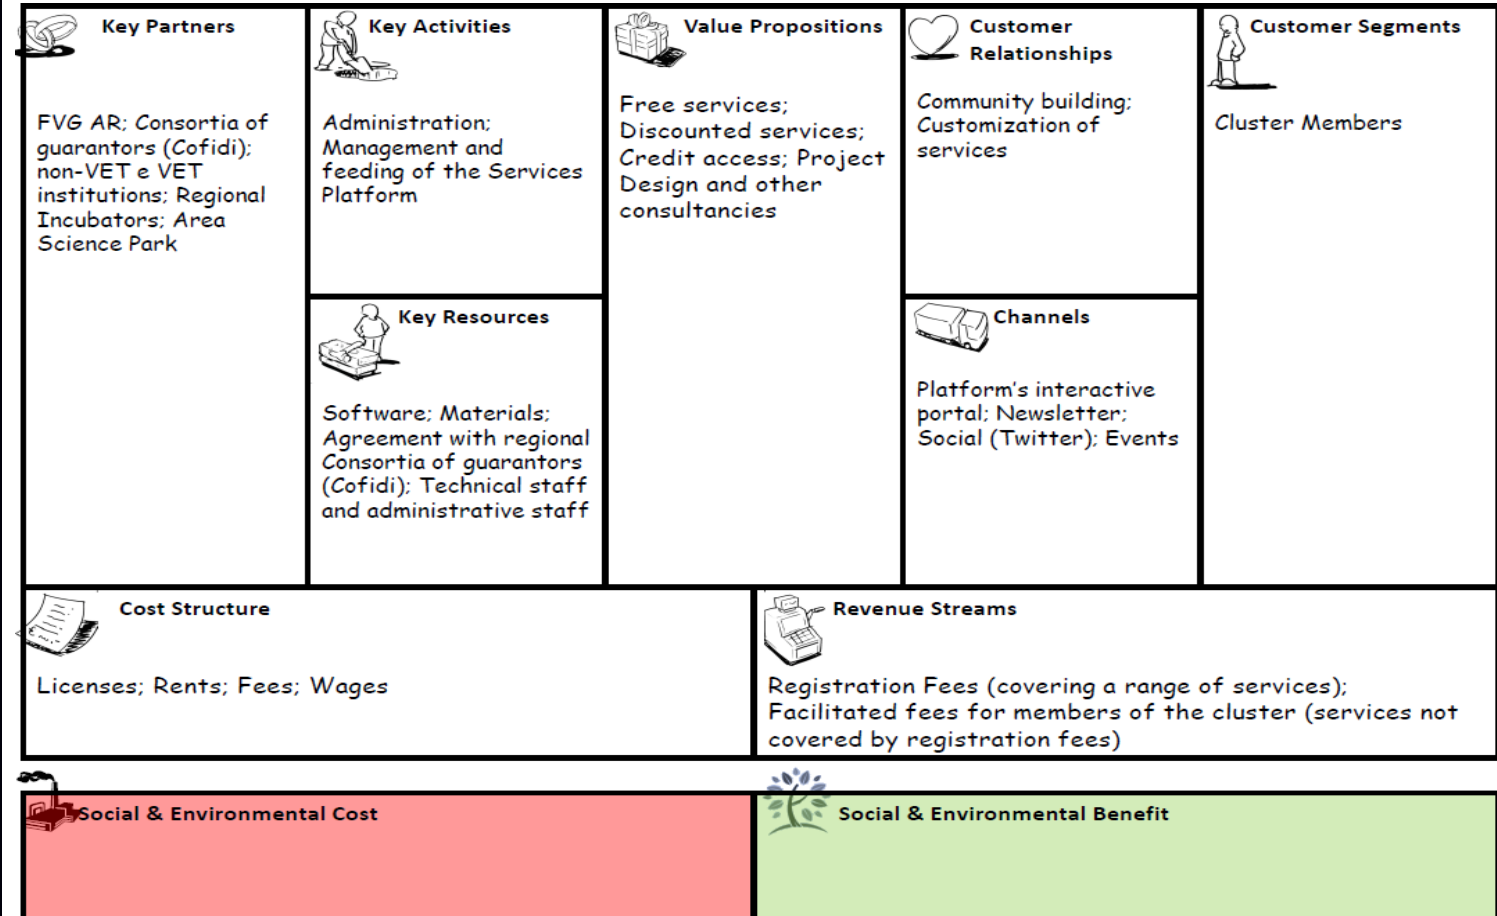 Key Partners
FVG AR; Consortia of
guarantors (Cofidi);
non-VET e VET
institutions; Regional
Incubators; Area
Science Park
Key Activities
Administration;
Management and
feeding of the Services
Platform
Key Resources
Software; Materials;
Agreement with regional
Consortia of guarantors
(Cofidi); Technical staff
and administrative staff
Value Propositions
Free services;
Discounted services;
Credit access; Project
Design and other
consultancies
Customer
Relationships
Community building;
Customization of
services
Channels
Platform's interactive
portal; Newsletter;
Social (Twitter); Events
Customer Segments
Cluster Members
Cost Structure
Licenses; Rents; Fees; Wages
Revenue Streams
Registration Fees (covering a range of services);
Facilitated fees for members of the cluster (services not
covered by registration fees)
Social & Environmental Cost
Social & Environmental Benefit